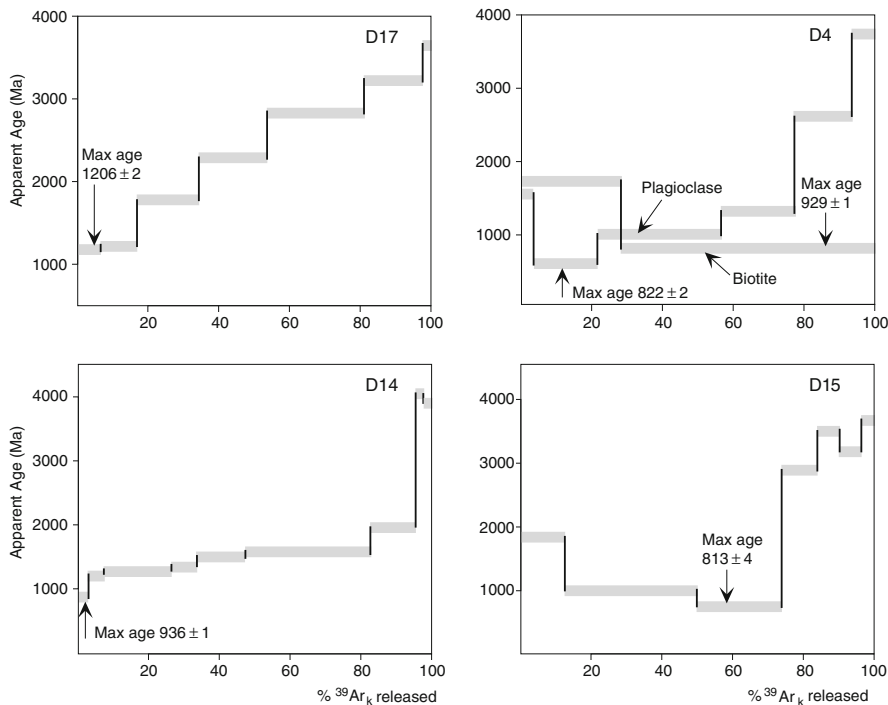 4000
3000
2000
1000
Apparent Age (Ma)
D17
Max age
1206 ± 2
20
40
60
80
100
4000
3000
2000
1000
D4
Plagioclase
Max age
929 ± 1
Biotite
Max age 822 ± 2
20
40
60
80
100
4000
3000
2000
1000
Apparent Age (Ma)
D14
Max age 936 ± 1
0
20
40
60
80
100
% ³⁹Arₖ released
4000
3000
2000
1000
D15
Max age
813 ± 4
0
20
40
60
80
100
% ³⁹Arₖ released